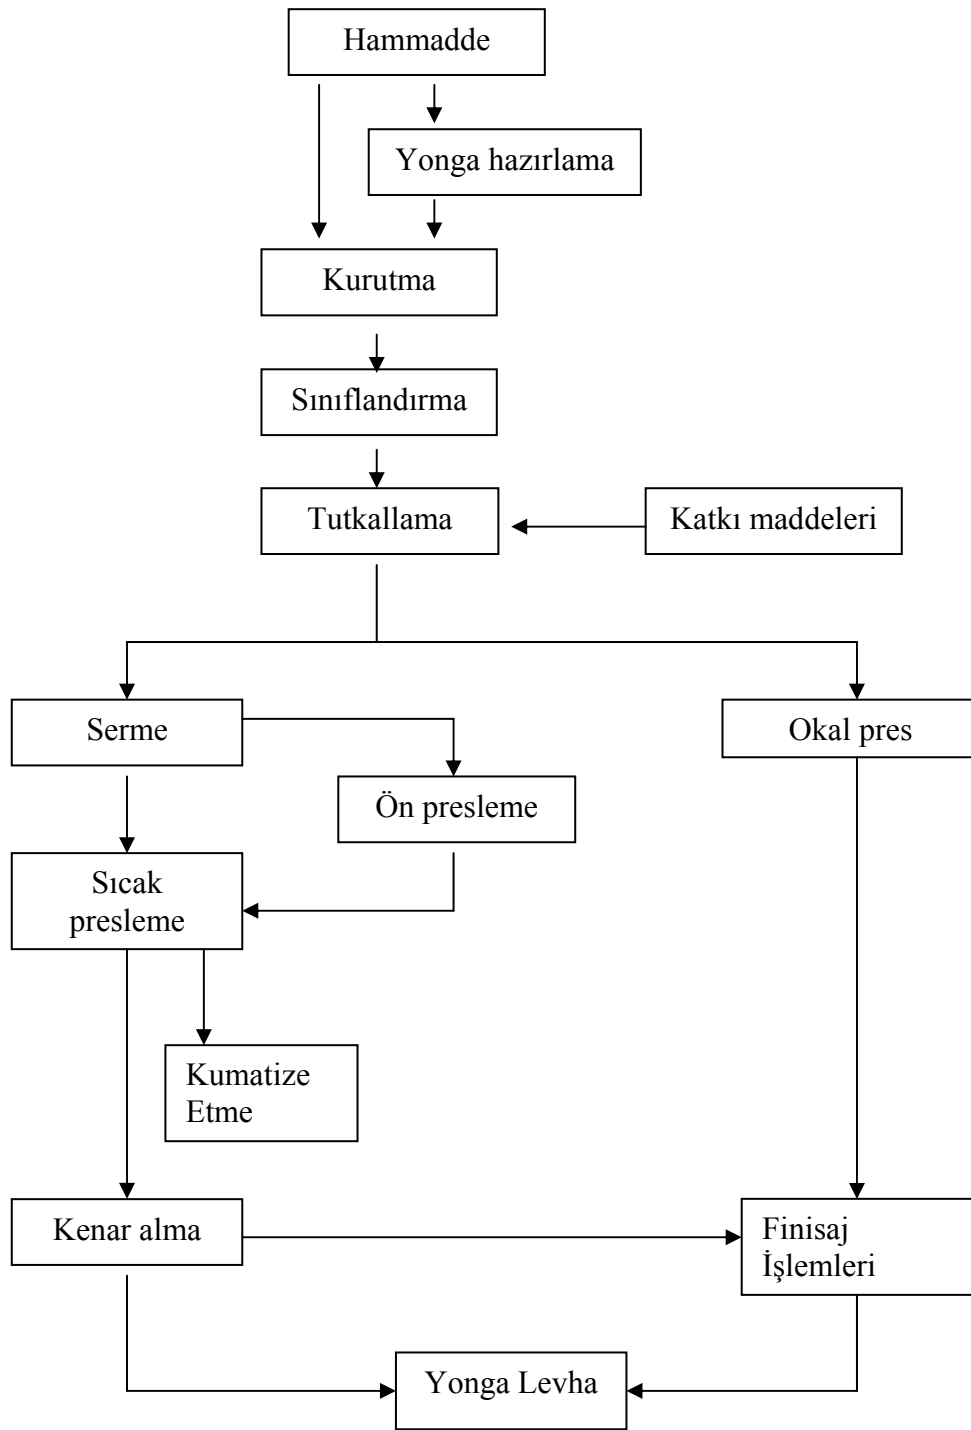 Hammadde
Yonga hazırlama
Kurutma
Sınıflandırma
Tutkallama
Katkı maddeleri
Serme
Okal pres
Ön presleme
Sıcak
presleme
Kumatize
Etme
Kenar alma
Finisaj
İşlemleri
Yonga Levha